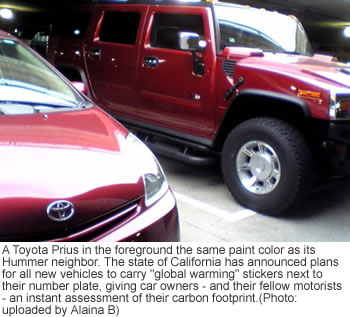 A Toyota Prius in the foreground the same paint color as its
Hummer neighbor. The state of California has announced plans
for all new vehicles to carry "global warming" stickers next to
their number plate, giving car owners - and their fellow motorists
- an instant assessment of their carbon footprint.(Photo:
uploaded by Alaina B)